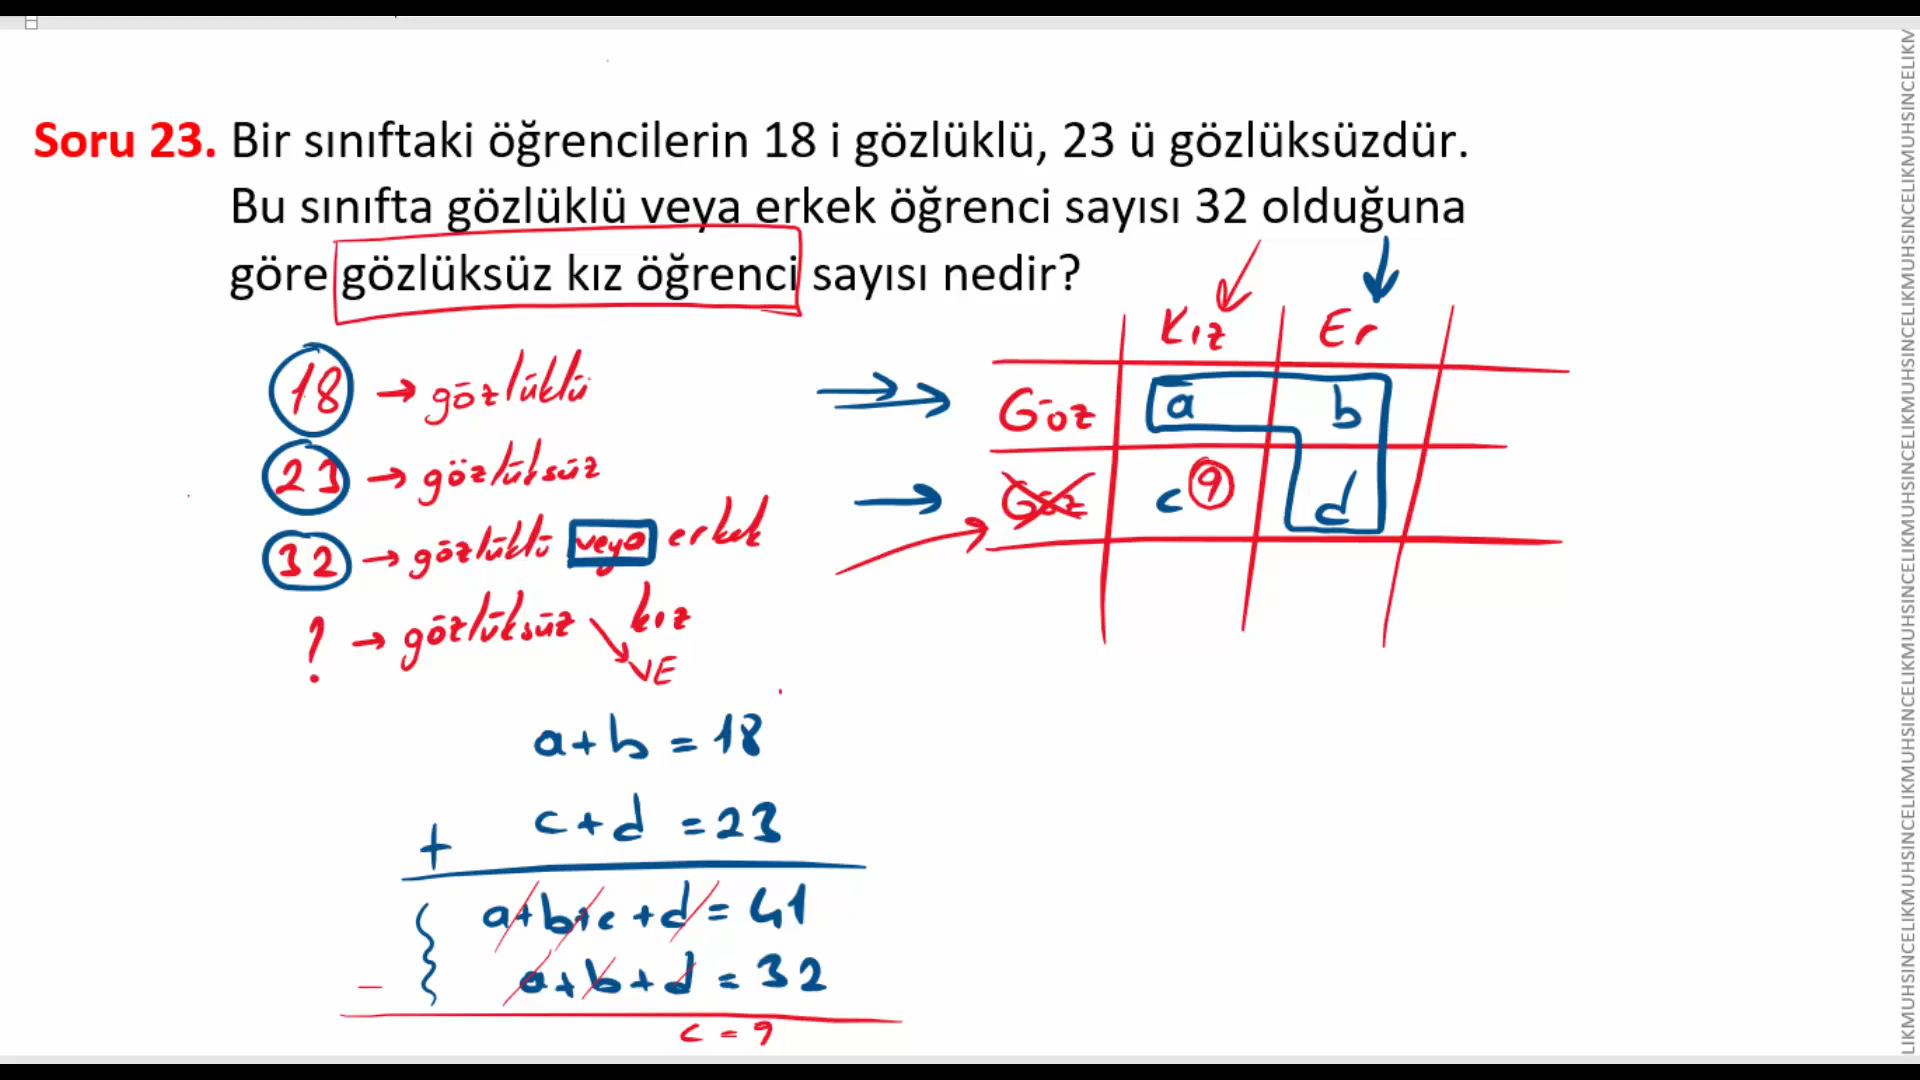 Soru 23. Bir sınıftaki öğrencilerin 18 i gözlüklü, 23 ü gözlüksüzdür.
Bu sınıfta gözlüklü veya erkek öğrenci sayısı 32 olduğuna
göre gözlüksüz kız öğrenci sayısı nedir?
18 → gözlüklü
23 → gözlüksüz
32 → gözlüklü veya erkek
? → gözlüksüz kız
VE
Kız Er
Göz a b
Göz c 9 d
a+b = 18
+ c+d = 23
a+b+c+d = 41
- a+b+d = 32
c = 9
LIKMUHSINCELIKMUHSINCELIKMUHSINCELIKMUHSINCELIKMUHSINCELIKMUHSINCELIKM